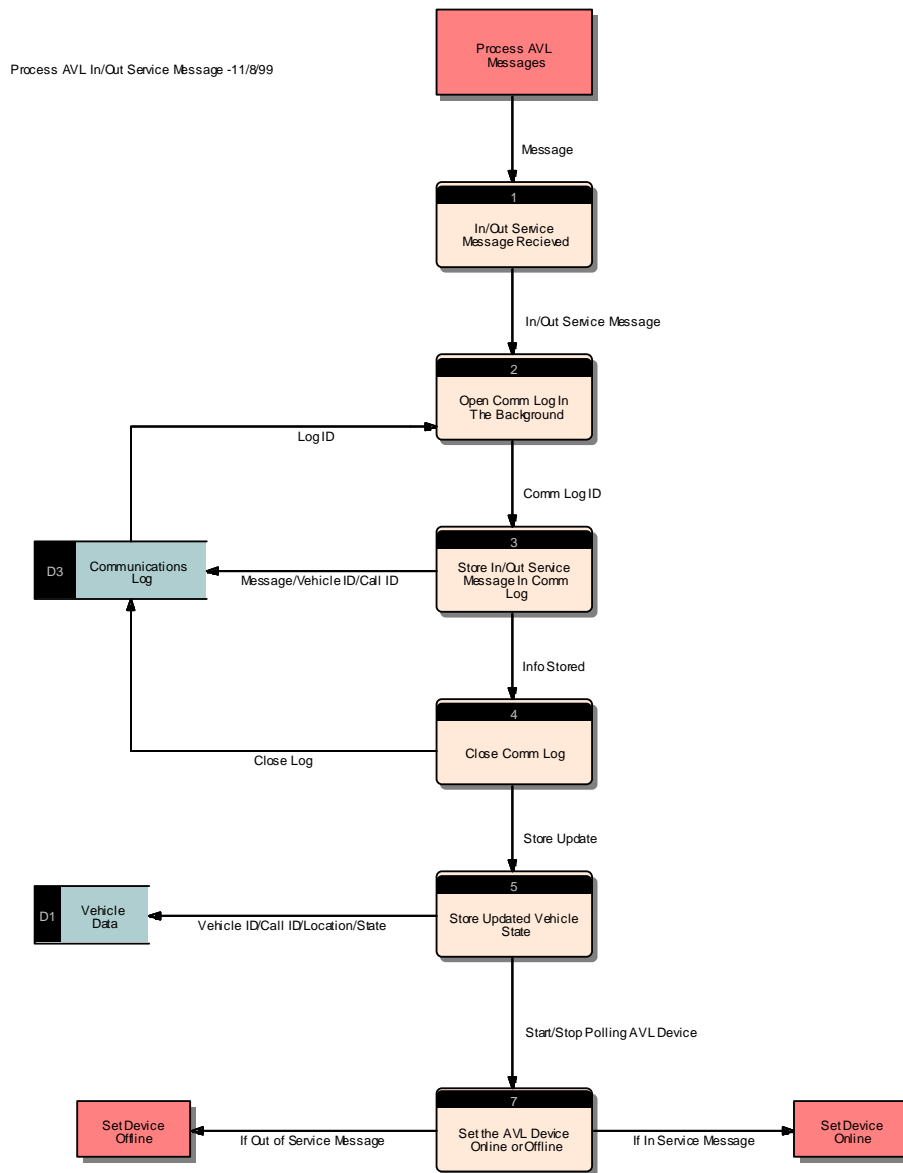 Process AVL
Messages
Process AVL In/Out Service Message -11/8/99
Message
1
In/Out Service
Message Recieved
In/Out Service Message
2
Open Comm Log In
The Background
Log ID
Comm Log ID
3
Store In/Out Service
Message In Comm
Log
D3
Communications
Log
Message/Vehicle ID/Call ID
Info Stored
4
Close Comm Log
Close Log
Store Update
5
Store Updated Vehicle
State
D1
Vehicle
Data
Vehicle ID/Call ID/Location/State
Start/Stop Polling AVL Device
7
Set the AVL Device
Online or Offline
Set Device
Offline
If Out of Service Message
If In Service Message
Set Device
Online